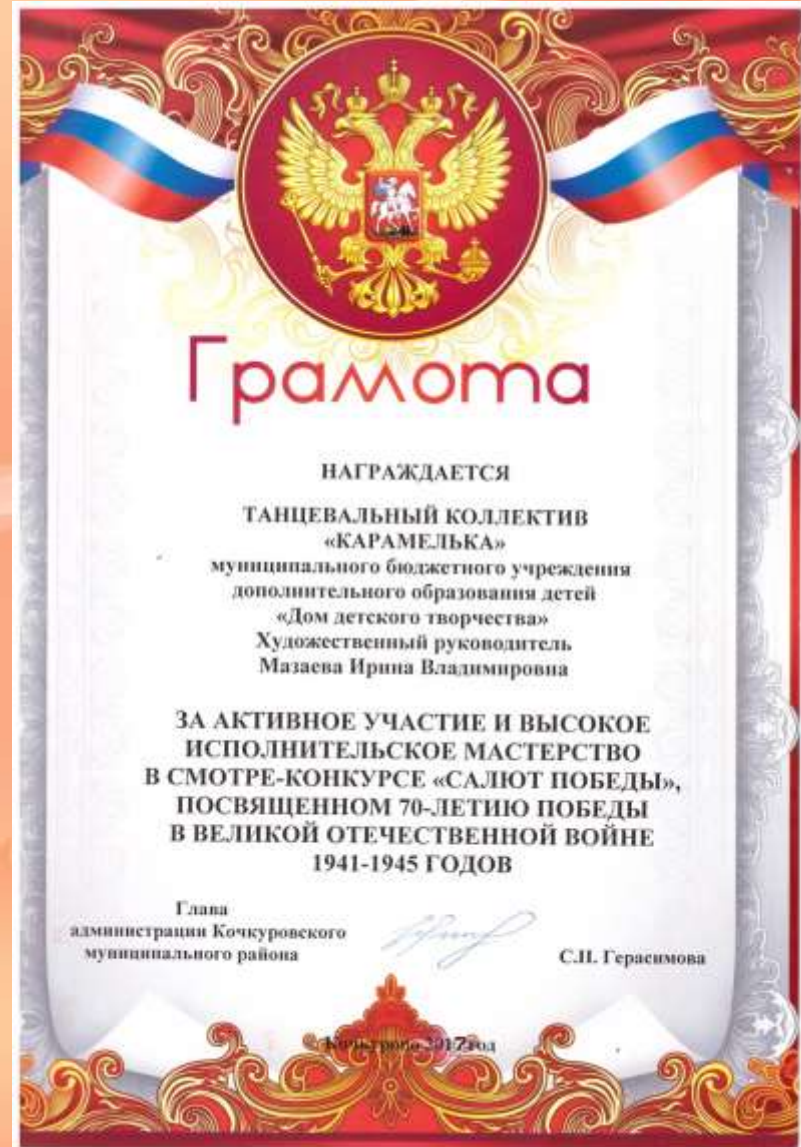 Грамота
НАГРАЖДАЕТСЯ
ТАНЦЕВАЛЬНЫЙ КОЛЛЕКТИВ
«КАРАМЕЛЬКА»
муниципального бюджетного учреждения
дополнительного образования детей
«Дом детского творчества»
Художественный руководитель
Мазаева Ирина Владимировна
ЗА АКТИВНОЕ УЧАСТИЕ И ВЫСОКОЕ
ИСПОЛНИТЕЛЬСКОЕ МАСТЕРСТВО
В СМОТРЕ-КОНКУРСЕ «САЛЮТ ПОБЕДЫ»,
ПОСВЯЩЕННОМ 70-ЛЕТИЮ ПОБЕДЫ
В ВЕЛИКОЙ ОТЕЧЕСТВЕННОЙ ВОЙНЕ
1941-1945 ГОДОВ
Глава
администрации Кочкуровского
муниципального района
С.П. Герасимова
2017 год